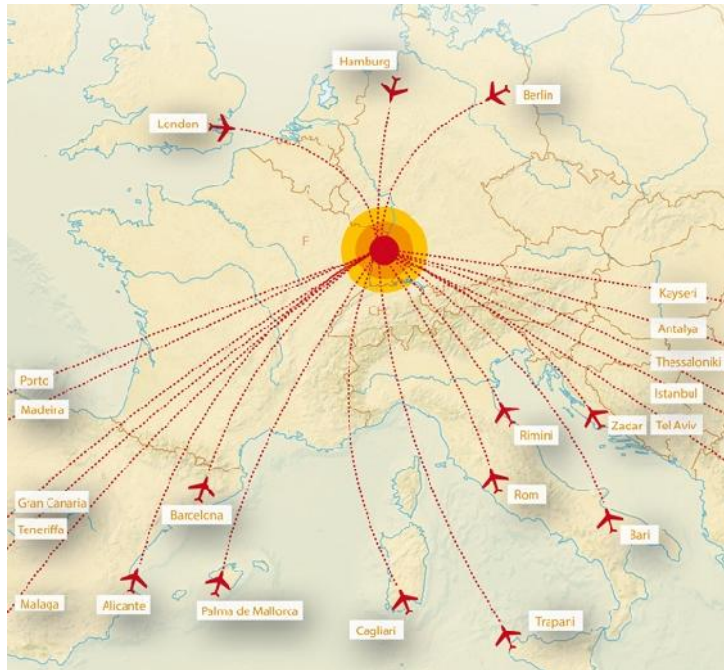 Hamburg
Berlin
London
F
CH
Kayseri
Antalya
Thessaloniki
Istanbul
Tel Aviv
Zadar
Rimini
Porto
Madeira
Rom
Gran Canaria
Barcelona
Teneriffa
Bari
Malaga
Alicante
Palma de Mallorca
Cagliari
Trapani